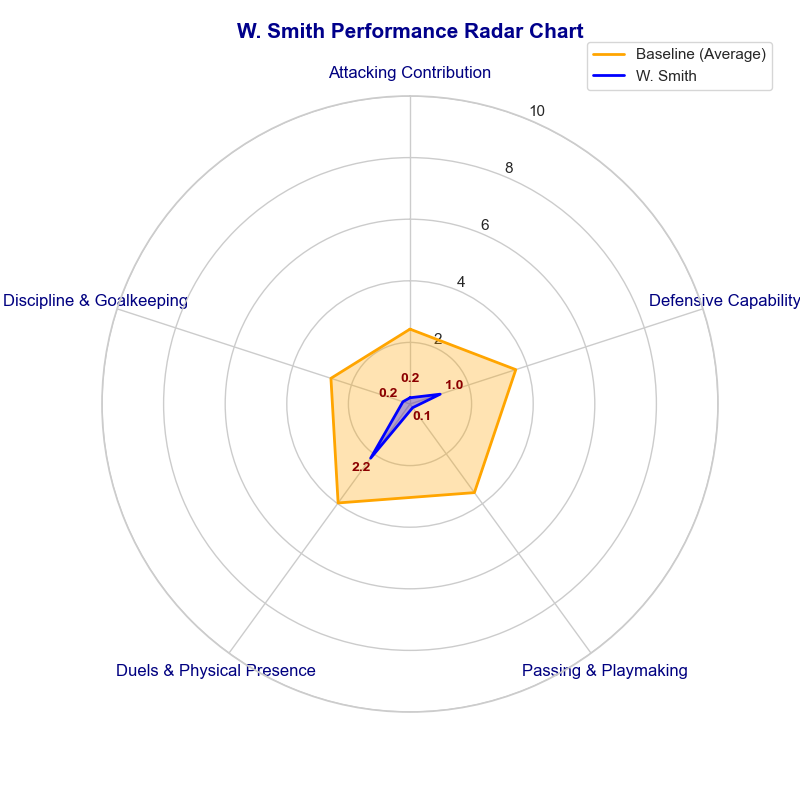 W. Smith Performance Radar Chart
Baseline (Average)
W. Smith
Attacking Contribution
10
8
6
4
2
Discipline & Goalkeeping
Defensive Capability
0.2
1.0
0.2
0.1
2.2
Duels & Physical Presence
Passing & Playmaking